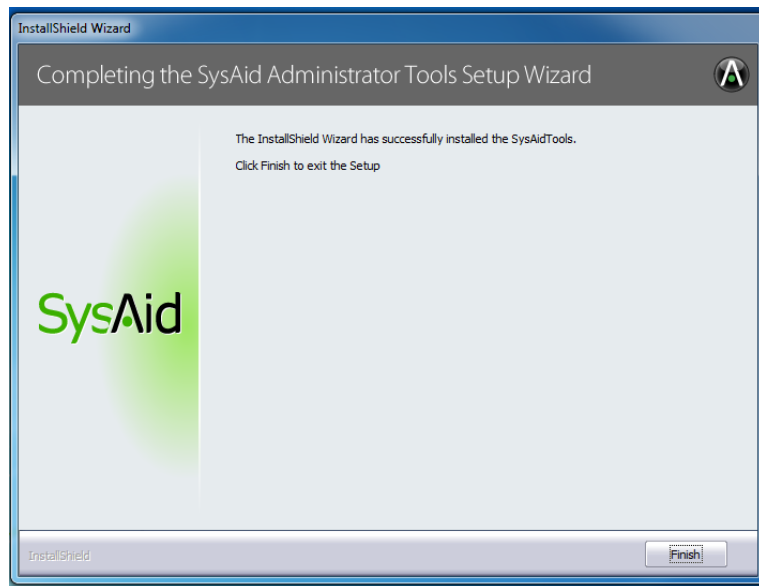 InstallShield Wizard
Completing the SysAid Administrator Tools Setup Wizard
The InstallShield Wizard has successfully installed the SysAidTools.
Click Finish to exit the Setup
SysAid
InstallShield
Finish